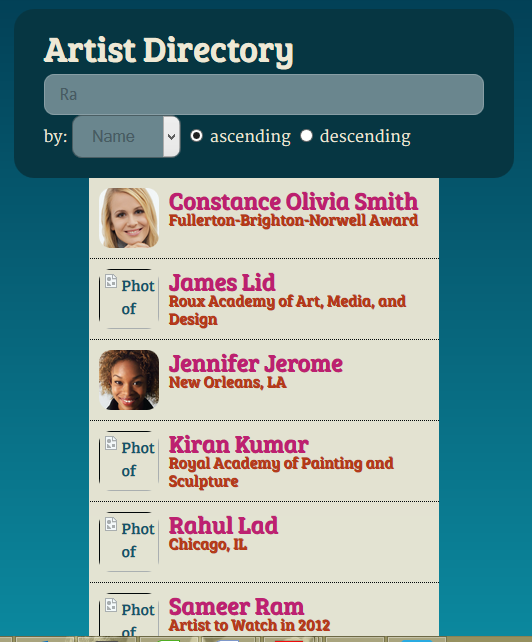 Artist Directory
Ra
by: Name ascending descending
Constance Olivia Smith
Fullerton-Brighton-Norwell Award
Phot
of
James Lid
Roux Academy of Art, Media, and
Design
Jennifer Jerome
New Orleans, LA
Phot
of
Kiran Kumar
Royal Academy of Painting and
Sculpture
Phot
of
Rahul Lad
Chicago, IL
Phot
of
Sameer Ram
Artist to Watch in 2012